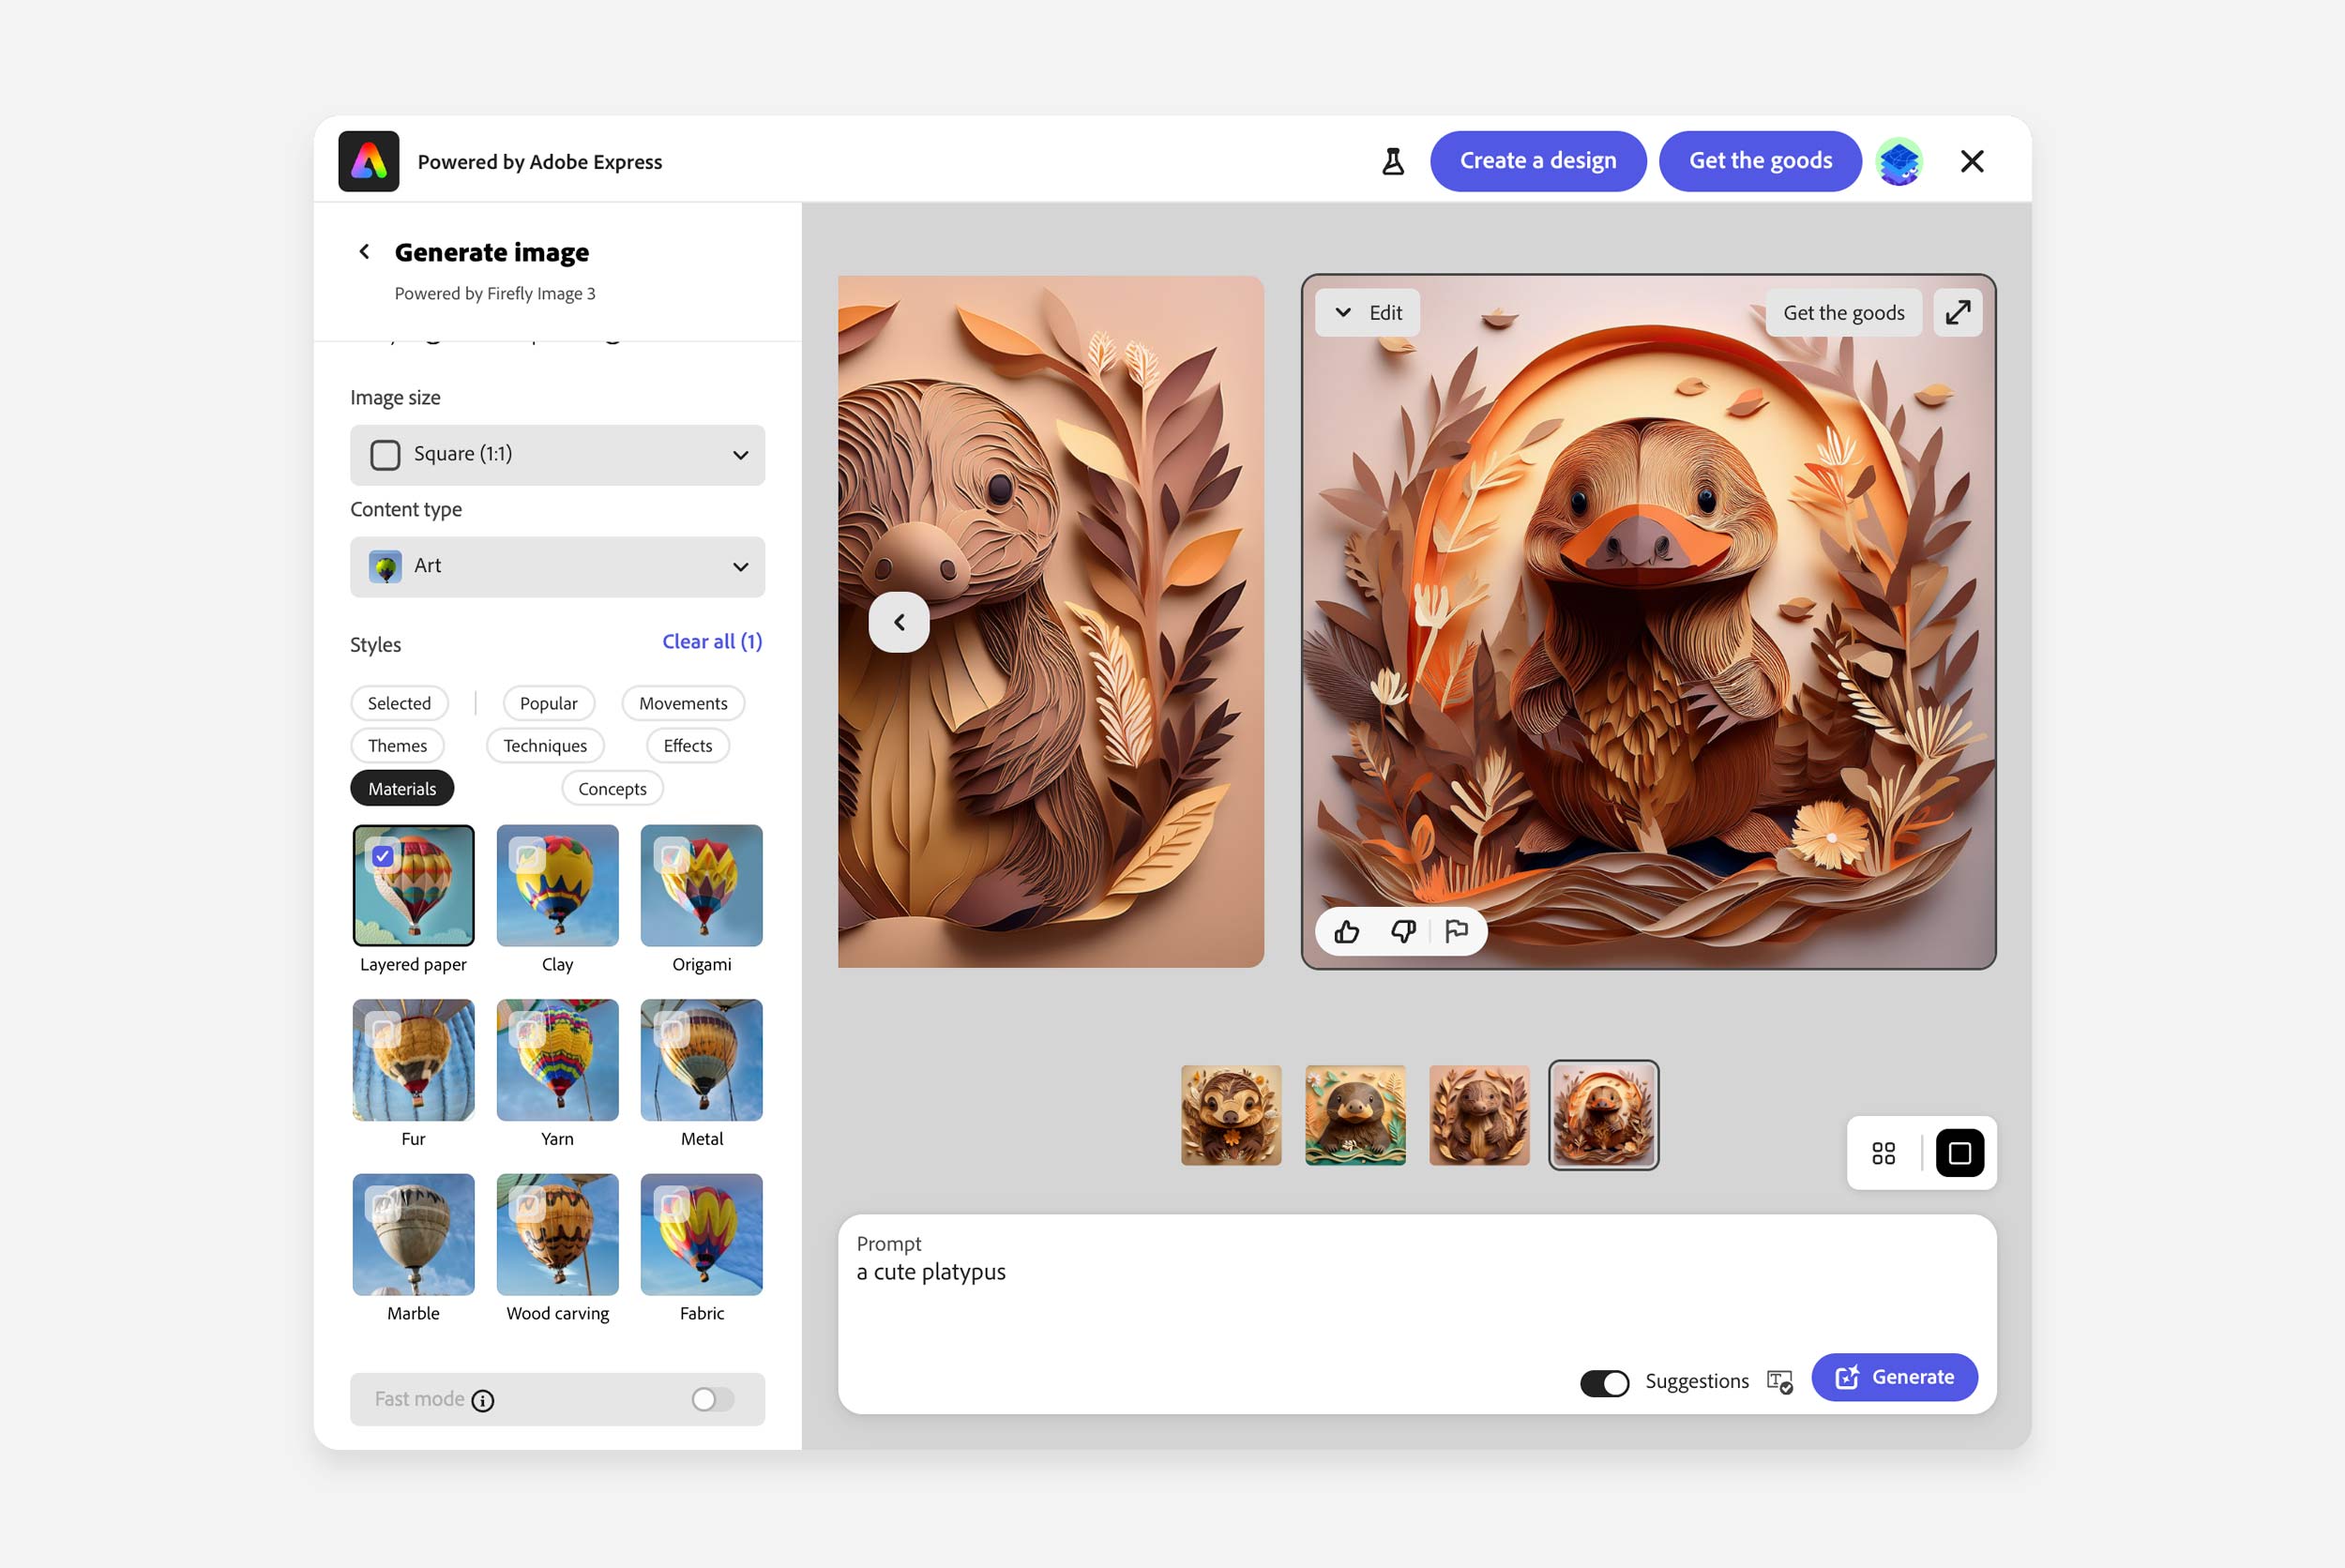 Powered by Adobe Express
Create a design
Get the goods
Generate image
Powered by Firefly Image 3
Image size
Square (1:1)
Content type
Art
Styles
Clear all (1)
Selected
Popular
Movements
Themes
Techniques
Effects
Materials
Concepts
Layered paper
Clay
Origami
Fur
Yarn
Metal
Marble
Wood carving
Fabric
Fast mode
Edit
Get the goods
Prompt
a cute platypus
Suggestions
Generate